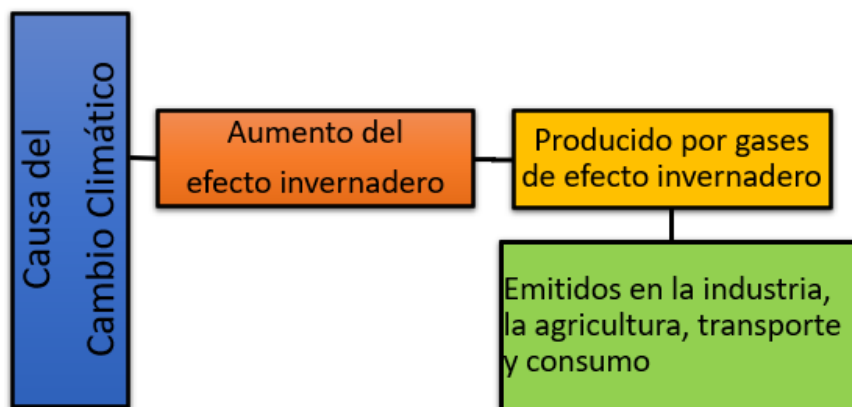 Causa del
Cambio Climático
Aumento del
efecto invernadero
Producido por gases
de efecto invernadero
Emitidos en la industria,
la agricultura, transporte
y consumo